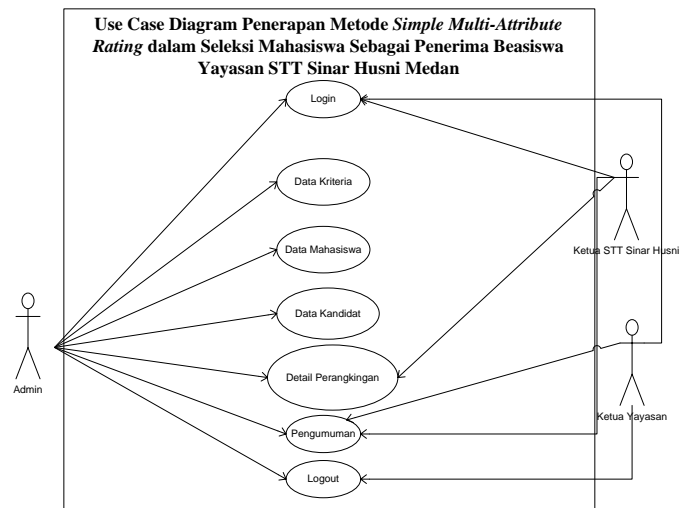 Use Case Diagram Penerapan Metode Simple Multi-Attribute
Rating dalam Seleksi Mahasiswa Sebagai Penerima Beasiswa
Yayasan STT Sinar Husni Medan
Login
Data Kriteria
Data Mahasiswa
Data Kandidat
Detail Perangkingan
Pengumuman
Logout
Admin
Ketua STT Sinar Husni
Ketua Yayasan